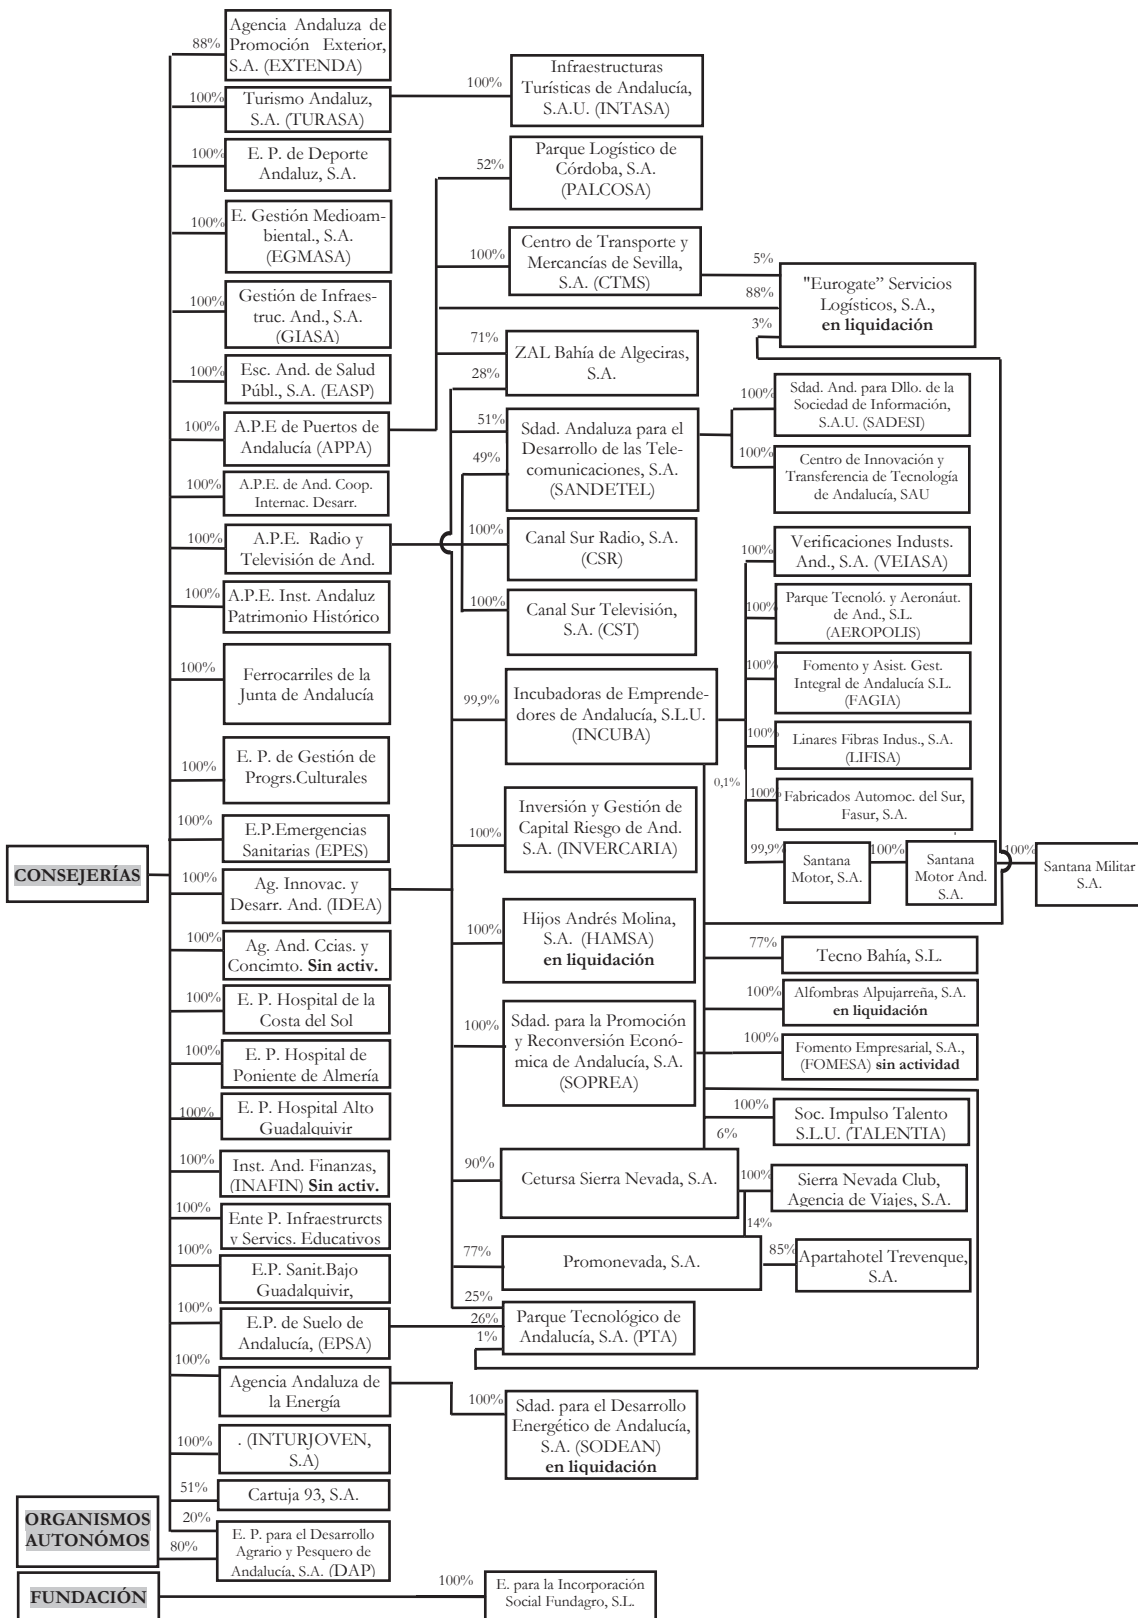 CONSEJERÍAS
88%
Agencia Andaluza de
Promoción Exterior,
S.A. (EXTENDA)
100%
Turismo Andaluz,
S.A. (TURASA)
100%
E. P. de Deporte
Andaluz, S.A.
100%
E. Gestión Medioam-
biental., S.A.
(EGMASA)
100%
Gestión de Infraes-
truc. And., S.A.
(GIASA)
100%
Esc. And. de Salud
Públ., S.A. (EASP)
100%
A.P.E de Puertos de
Andalucía (APPA)
100%
A.P.E. de And. Coop.
Internac. Desarr.
100%
A.P.E. Radio y
Televisión de And.
100%
A.P.E. Inst. Andaluz
Patrimonio Histórico
100%
Ferrocarriles de la
Junta de Andalucía
100%
E. P. de Gestión de
Progrs.Culturales
100%
E.P.Emergencias
Sanitarias (EPES)
100%
Ag. Innovac. y
Desarr. And. (IDEA)
100%
Ag. And. Ccias. y
Concimto. Sin activ.
100%
E. P. Hospital de la
Costa del Sol
100%
E. P. Hospital de
Poniente de Almería
100%
E. P. Hospital Alto
Guadalquivir
100%
Inst. And. Finanzas,
(INAFIN) Sin activ.
100%
Ente P. Infraestrurcts
y Servics. Educativos
100%
E.P. Sanit.Bajo
Guadalquivir,
100%
E.P. de Suelo de
Andalucía, (EPSA)
100%
Agencia Andaluza de
la Energía
100%
. (INTURJOVEN,
S.A)
51%
Cartuja 93, S.A.
20%
ORGANISMOS
AUTONÓMOS
80%
E. P. para el Desarrollo
Agrario y Pesquero de
Andalucía, S.A. (DAP)
FUNDACIÓN
100%
E. para la Incorporación
Social Fundagro, S.L.
100%
Infraestructuras
Turísticas de Andalucía,
S.A.U. (INTASA)
52%
Parque Logístico de
Córdoba, S.A.
(PALCOSA)
100%
Centro de Transporte y
Mercancías de Sevilla,
S.A. (CTMS)
71%
28%
ZAL Bahía de Algeciras,
S.A.
51%
49%
Sdad. Andaluza para el
Desarrollo de las Tele-
comunicaciones, S.A.
(SANDETEL)
100%
Canal Sur Radio, S.A.
(CSR)
100%
Canal Sur Televisión,
S.A. (CST)
99,9%
Incubadoras de Emprende-
dores de Andalucía, S.L.U.
(INCUBA)
100%
Inversión y Gestión de
Capital Riesgo de And.
S.A. (INVERCARIA)
100%
Hijos Andrés Molina,
S.A. (HAMSA)
en liquidación
100%
Sdad. para la Promoción
y Reconversión Econó-
mica de Andalucía, S.A.
(SOPREA)
90%
Cetursa Sierra Nevada, S.A.
77%
Promonevada, S.A.
25%
26%
1%
Parque Tecnológico de
Andalucía, S.A. (PTA)
100%
Sdad. para el Desarrollo
Energético de Andalucía,
S.A. (SODEAN)
en liquidación
5%
88%
3%
"Eurogate” Servicios
Logísticos, S.A.,
en liquidación
100%
Sdad. And. para Dllo. de la
Sociedad de Información,
S.A.U. (SADESI)
100%
Centro de Innovación y
Transferencia de Tecnología
de Andalucía, SAU
100%
Verificaciones Industs.
And., S.A. (VEIASA)
100%
Parque Tecnoló. y Aeronáut.
de And., S.L.
(AEROPOLIS)
100%
Fomento y Asist. Gest.
Integral de Andalucía S.L.
(FAGIA)
100%
Linares Fibras Indus., S.A.
(LIFISA)
0,1%
100%
Fabricados Automoc. del Sur,
Fasur, S.A.
99,9%
Santana
Motor, S.A.
100%
Santana
Motor And.
S.A.
100%
Santana Militar
S.A.
77%
Tecno Bahía, S.L.
100%
Alfombras Alpujarreña, S.A.
en liquidación
100%
Fomento Empresarial, S.A.,
(FOMESA) sin actividad
100%
Soc. Impulso Talento
S.L.U. (TALENTIA)
6%
100%
Sierra Nevada Club,
Agencia de Viajes, S.A.
14%
85%
Apartahotel Trevenque,
S.A.